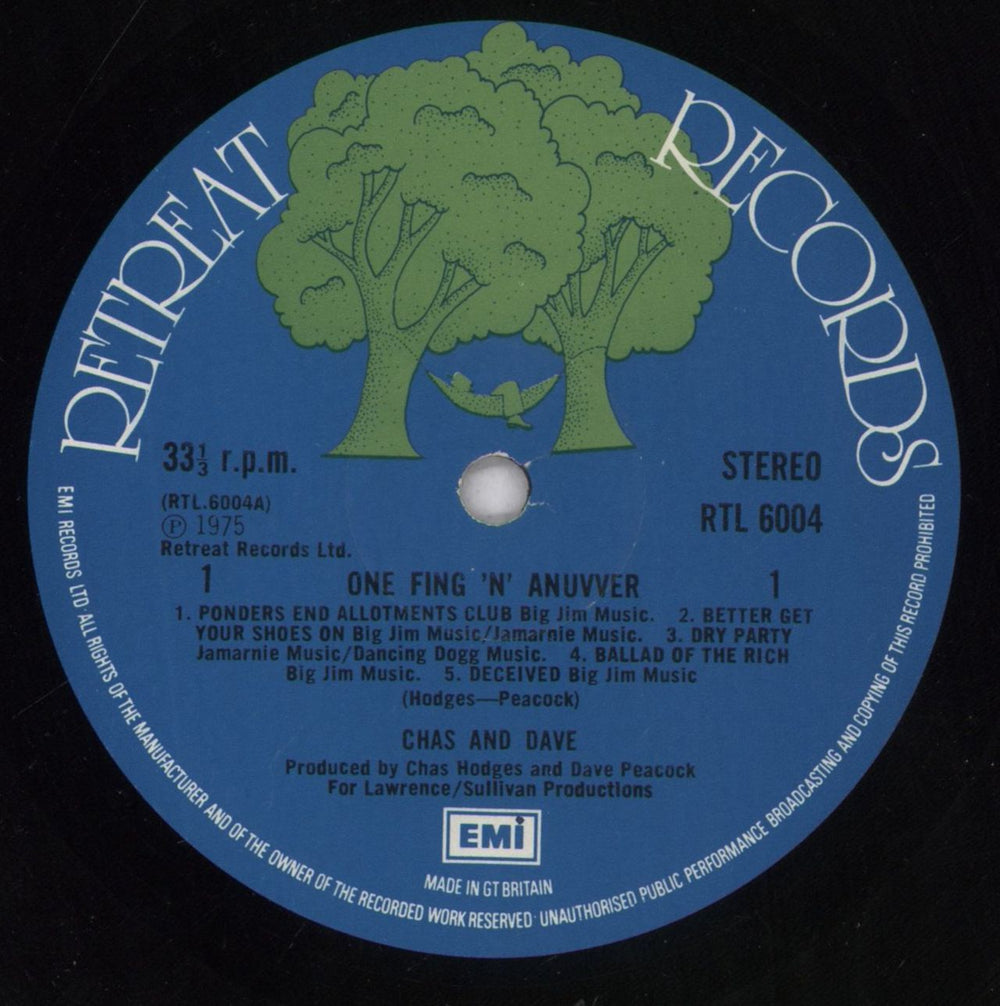 RETREAT RECORDS
33⅓ r.p.m.
STEREO
(RTL.6004A)
℗ 1975
RTL 6004
Retreat Records Ltd.
1 ONE FING 'N' ANUVVER 1
1. PONDERS END ALLOTMENTS CLUB Big Jim Music. 2. BETTER GET
YOUR SHOES ON Big Jim Music/Jamarnie Music. 3. DRY PARTY
Jamarnie Music/Dancing Dogg Music. 4. BALLAD OF THE RICH
Big Jim Music. 5. DECEIVED Big Jim Music
(Hodges—Peacock)
CHAS AND DAVE
Produced by Chas Hodges and Dave Peacock
For Lawrence/Sullivan Productions
EMI
MADE IN GT BRITAIN
EMI RECORDS LTD· ALL RIGHTS OF THE MANUFACTURER AND OF THE OWNER OF THE RECORDED WORK RESERVED· UNAUTHORISED PUBLIC PERFORMANCE BROADCASTING AND COPYING OF THIS RECORD PROHIBITED